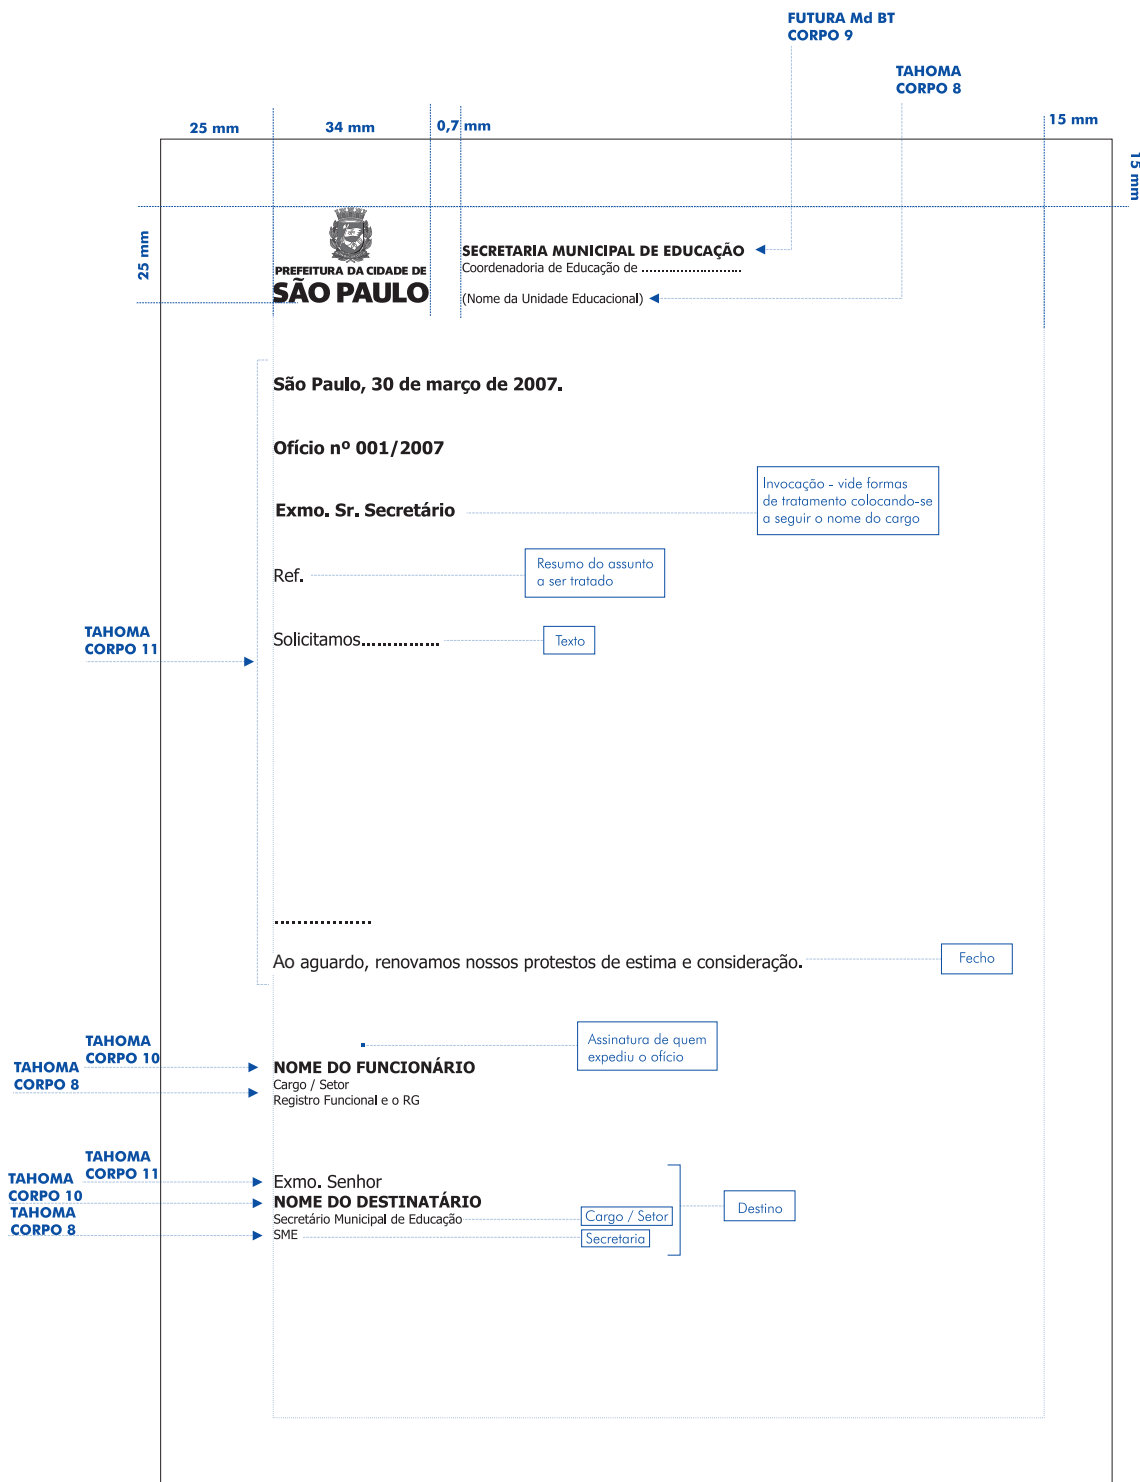 FUTURA Md BT
CORPO 9
TAHOMA
CORPO 8
25 mm
34 mm
0,7 mm
15 mm
15 mm
25 mm
PREFEITURA DA CIDADE DE
SÃO PAULO
SECRETARIA MUNICIPAL DE EDUCAÇÃO
Coordenadoria de Educação de ........................
(Nome da Unidade Educacional)
São Paulo, 30 de março de 2007.
Ofício nº 001/2007
Exmo. Sr. Secretário
Invocação - vide formas
de tratamento colocando-se
a seguir o nome do cargo
Ref.
Resumo do assunto
a ser tratado
TAHOMA
CORPO 11
Solicitamos..............
Texto
.................
Ao aguardo, renovamos nossos protestos de estima e consideração.
Fecho
Assinatura de quem
expediu o ofício
TAHOMA
CORPO 10
TAHOMA
CORPO 8
NOME DO FUNCIONÁRIO
Cargo / Setor
Registro Funcional e o RG
TAHOMA
CORPO 11
TAHOMA
CORPO 10
TAHOMA
CORPO 8
Exmo. Senhor
NOME DO DESTINATÁRIO
Secretário Municipal de Educação
SME
Cargo / Setor
Secretaria
Destino